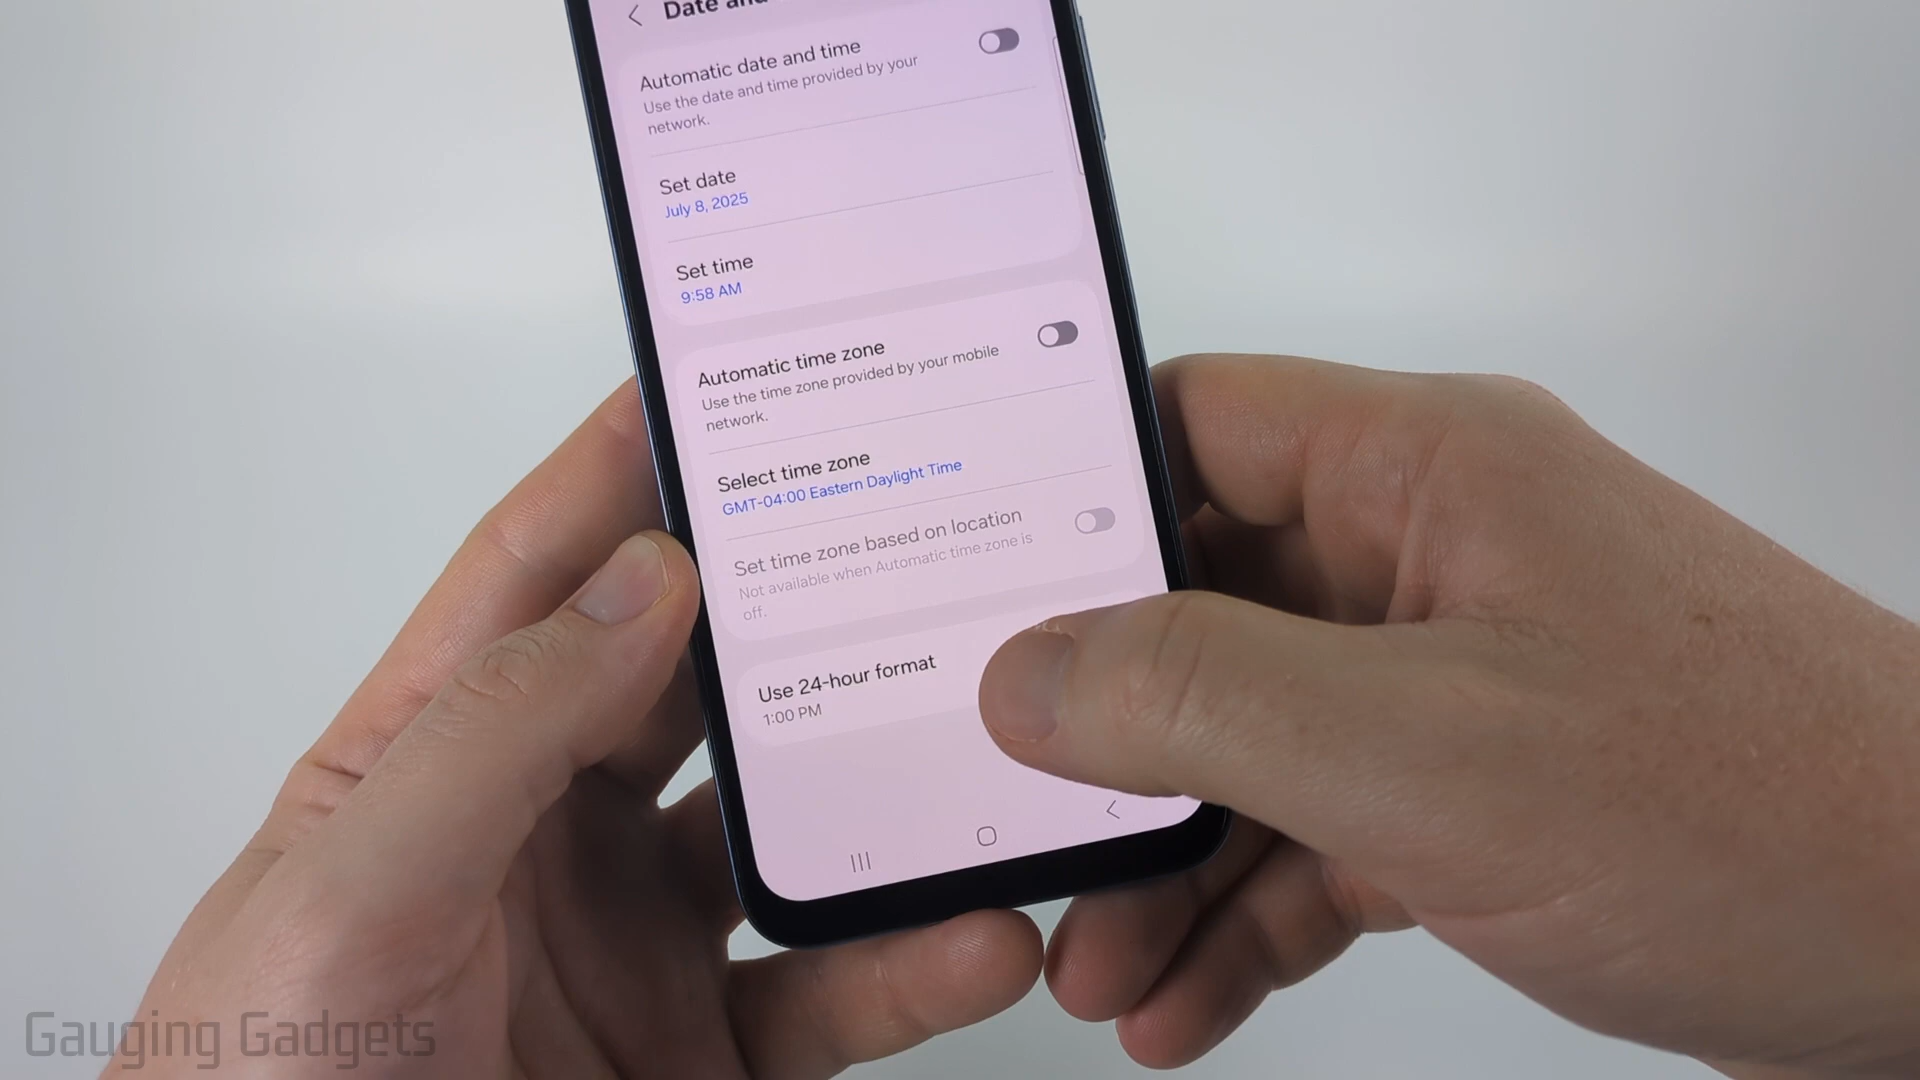 Date and
Automatic date and time
Use the date and time provided by your
network.
Set date
July 8, 2025
Set time
9:58 AM
Automatic time zone
Use the time zone provided by your mobile
network.
Select time zone
GMT-04:00 Eastern Daylight Time
Set time zone based on location
Not available when Automatic time zone is
off.
Use 24-hour format
1:00 PM
Gauging Gadgets